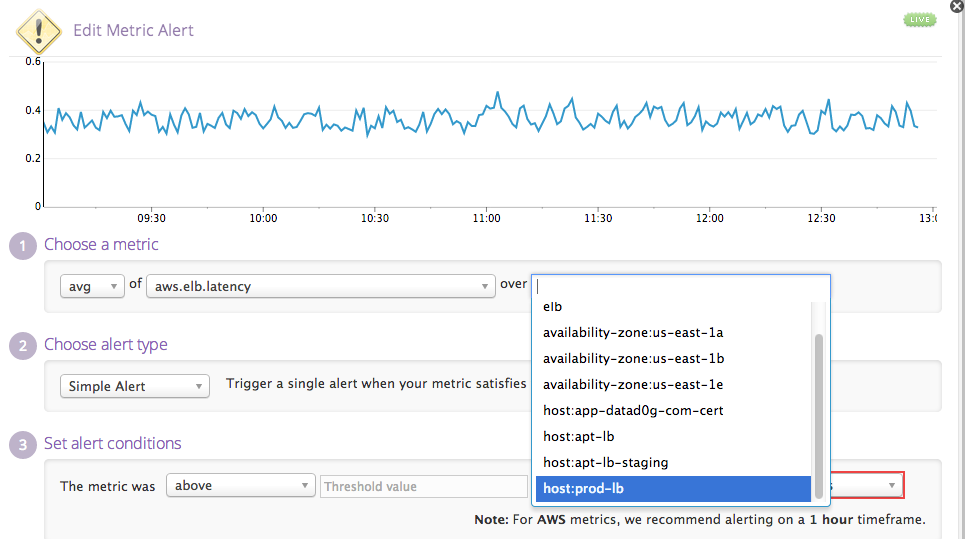 Edit Metric Alert
LIVE
0.6
0.4
0.2
0
09:30 10:00 10:30 11:00 11:30 12:00 12:30
1 Choose a metric
avg of aws.elb.latency over
elb
availability-zone:us-east-1a
availability-zone:us-east-1b
availability-zone:us-east-1e
host:app-datad0g-com-cert
host:apt-lb
host:apt-lb-staging
host:prod-lb
2 Choose alert type
Simple Alert Trigger a single alert when your metric satisfies
3 Set alert conditions
The metric was above Threshold value
Note: For AWS metrics, we recommend alerting on a 1 hour timeframe.